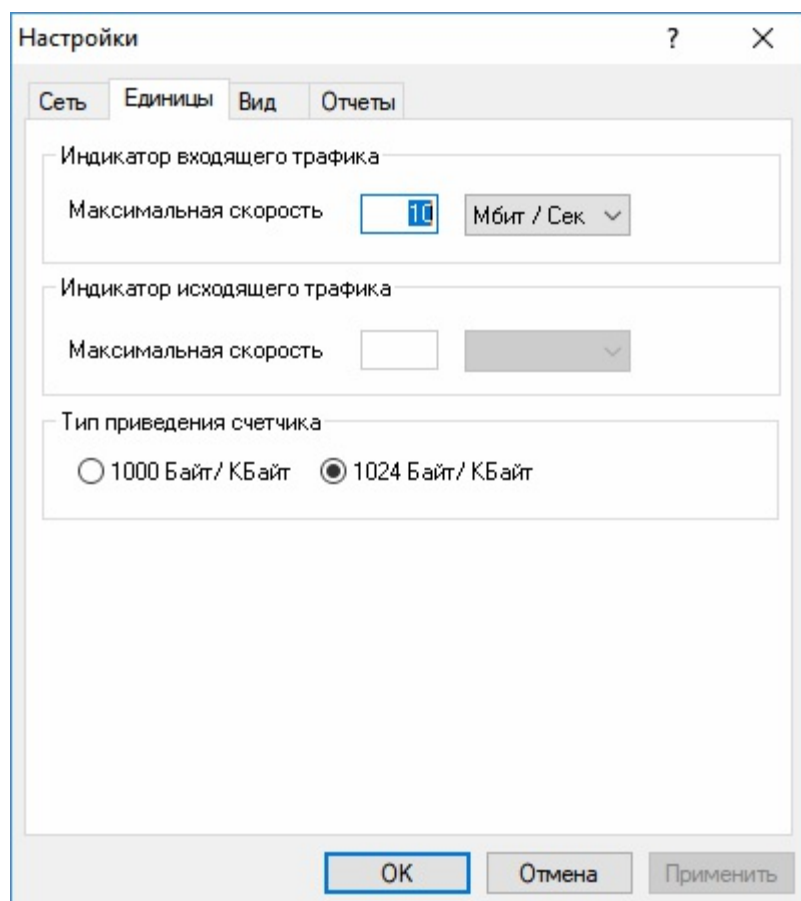 Настройки
Сеть Единицы Вид Отчеты
Индикатор входящего трафика
Максимальная скорость 10 Мбит / Сек
Индикатор исходящего трафика
Максимальная скорость
Тип приведения счетчика
1000 Байт/ КБайт 1024 Байт/ КБайт
OK Отмена Применить